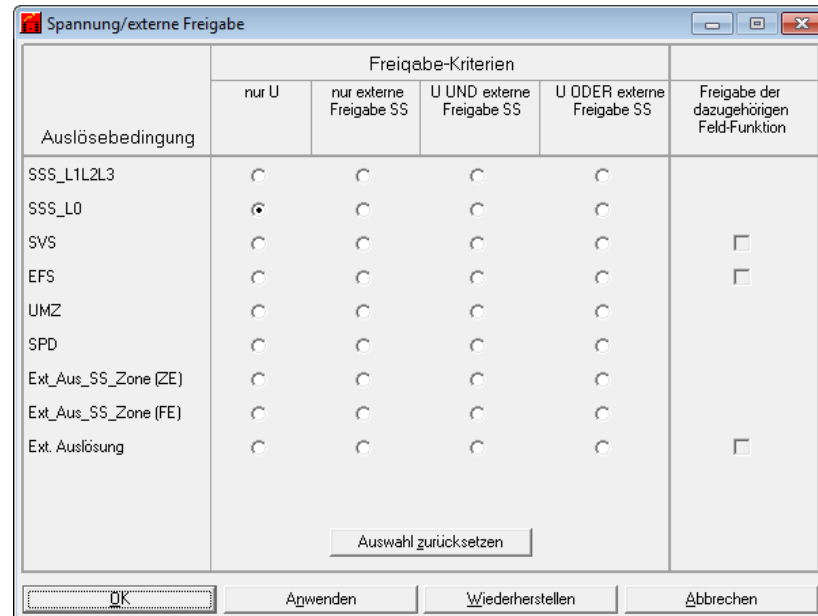 Spannung/externe Freigabe
Freigabe-Kriterien
Auslösebedingung
nur U
nur externe
Freigabe SS
U UND externe
Freigabe SS
U ODER externe
Freigabe SS
Freigabe der
dazugehörigen
Feld-Funktion
SSS_L1L2L3
SSS_L0
SVS
EFS
UMZ
SPD
Ext_Aus_SS_Zone (ZE)
Ext_Aus_SS_Zone (FE)
Ext. Auslösung
Auswahl zurücksetzen
OK
Anwenden
Wiederherstellen
Abbrechen